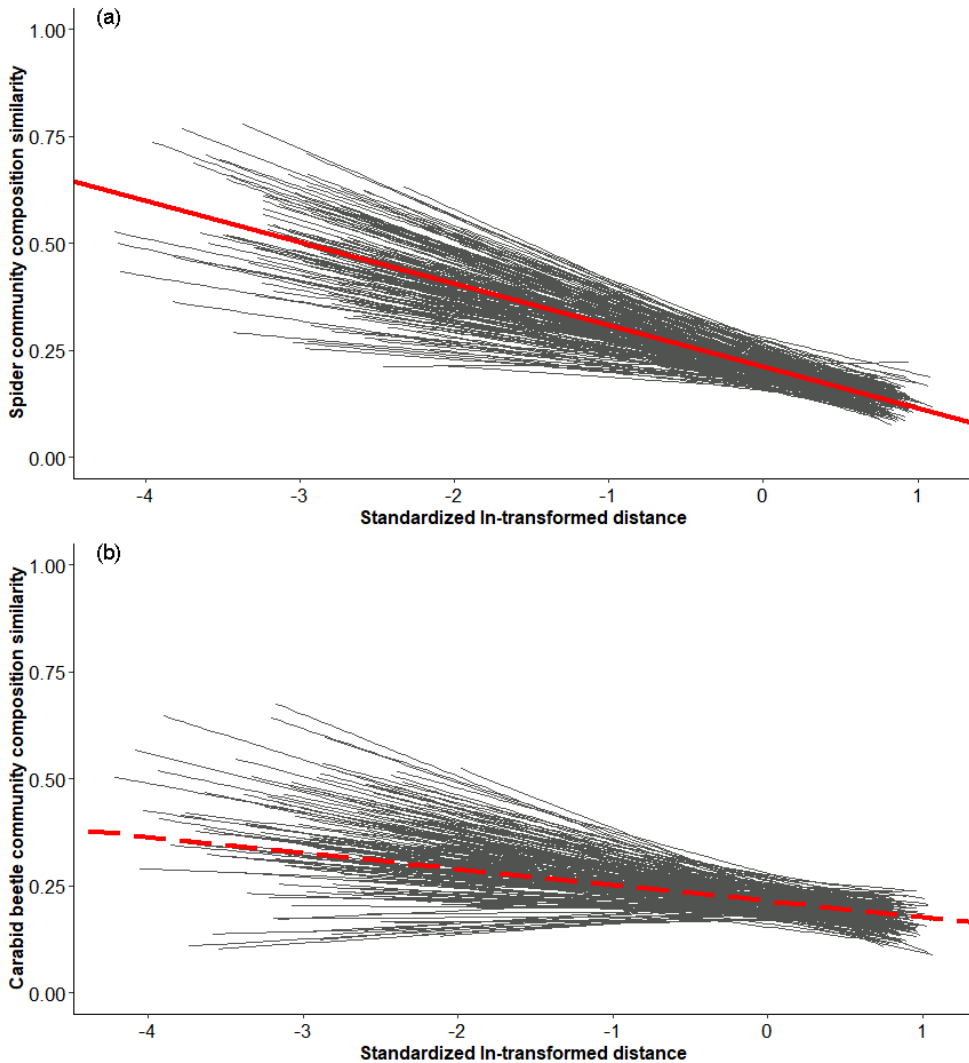 (a)
Spider community composition similarity
1.00
0.75
0.50
0.25
0.00
-4 -3 -2 -1 0 1
Standardized ln-transformed distance
(b)
Carabid beetle community composition similarity
1.00
0.75
0.50
0.25
0.00
-4 -3 -2 -1 0 1
Standardized ln-transformed distance